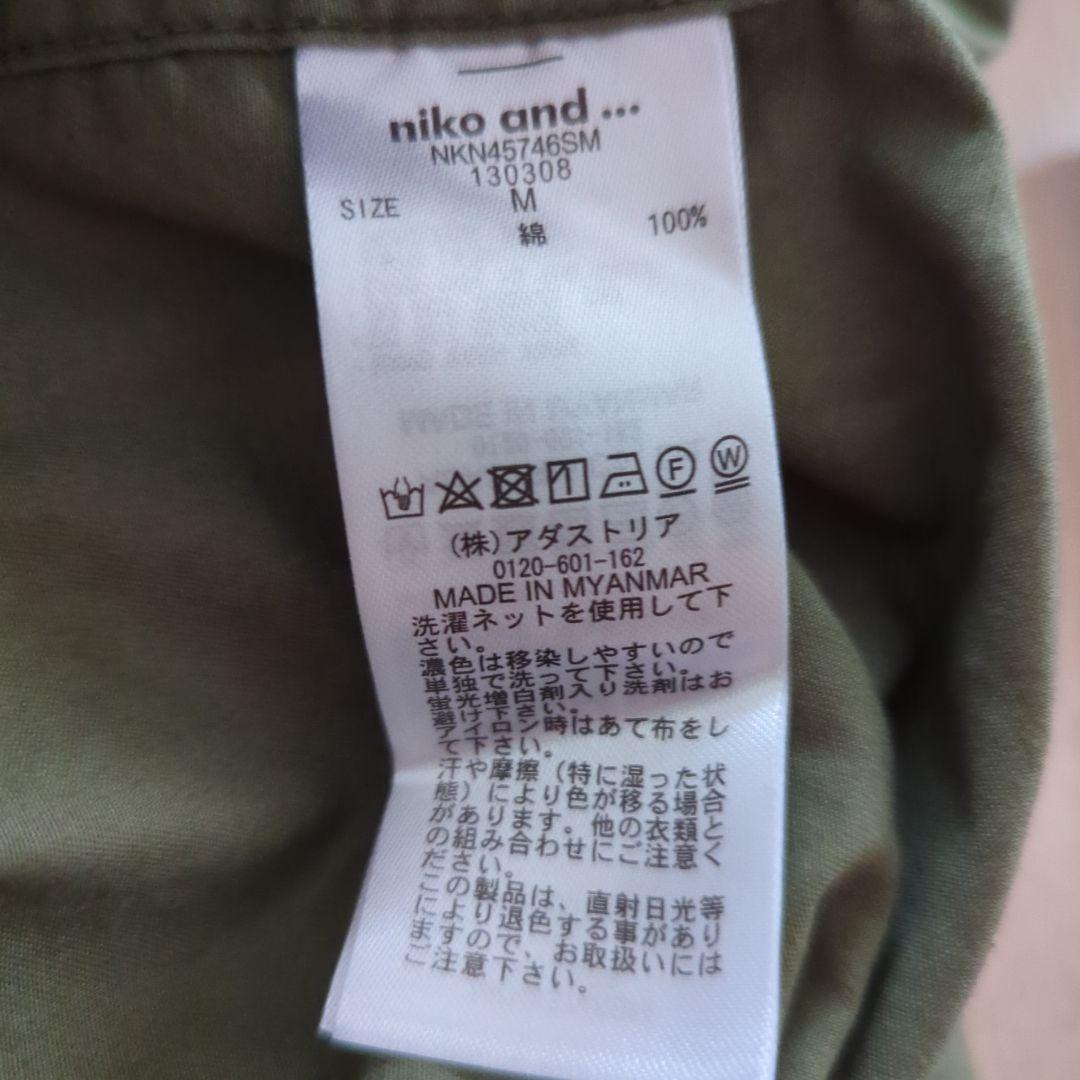 niko and ...
NKN45746SM
130308
SIZE M
綿 100%
F W
(株)アダストリア
0120-601-162
MADE IN MYANMAR
洗濯ネットを使用して下
さい。
濃色は移染しやすいので
単独で洗って下さい。
蛍光増白剤入り洗剤はお
避け下さい。
アイロン時はあて布をし
て下さい。
汗や摩擦(特に湿った状
態)により色が移る場合
があります。他の衣類と
の組み合わせにご注意く
ださい。
この製品は、直射日光等
により退色する事があり
ますので、お取扱いには
ご注意下さい。